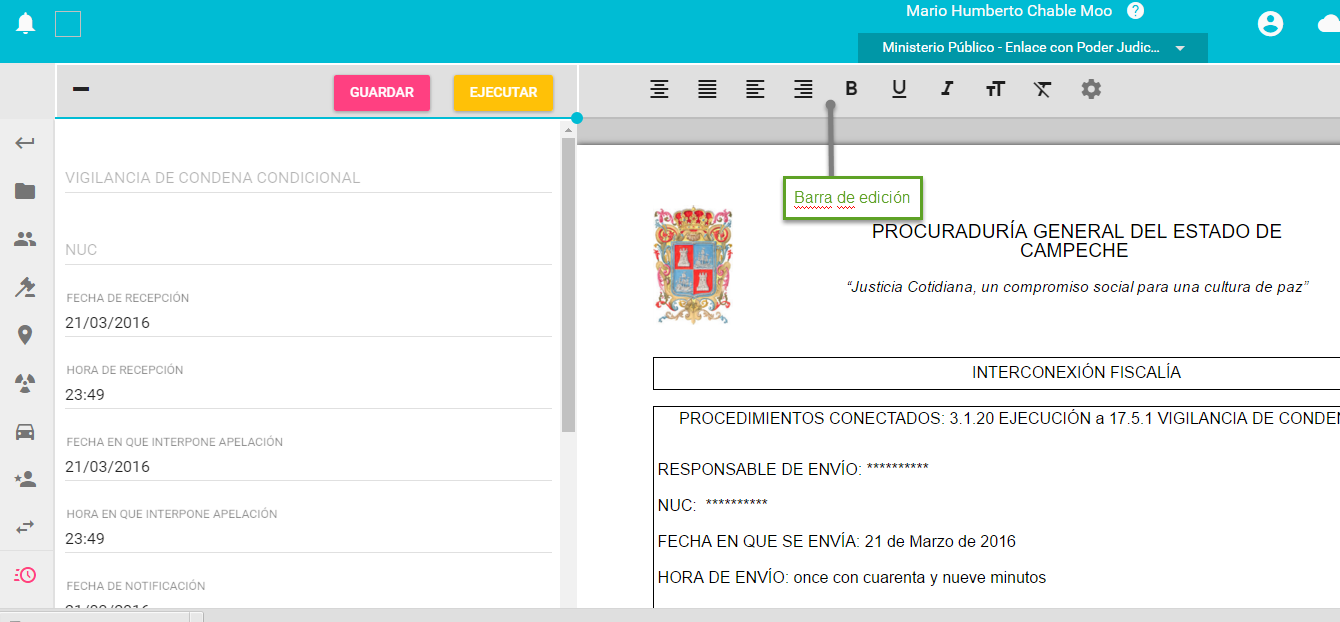 Mario Humberto Chable Moo ?
Ministerio Público - Enlace con Poder Judic...
GUARDAR
EJECUTAR
B U I TT
VIGILANCIA DE CONDENA CONDICIONAL
NUC
FECHA DE RECEPCIÓN
21/03/2016
HORA DE RECEPCIÓN
23:49
FECHA EN QUE INTERPONE APELACIÓN
21/03/2016
HORA EN QUE INTERPONE APELACIÓN
23:49
FECHA DE NOTIFICACIÓN
21/03/2016
Barra de edición
PROCURADURÍA GENERAL DEL ESTADO DE
CAMPECHE
“Justicia Cotidiana, un compromiso social para una cultura de paz”
INTERCONEXIÓN FISCALÍA
PROCEDIMIENTOS CONECTADOS: 3.1.20 EJECUCIÓN a 17.5.1 VIGILANCIA DE CONDEN
RESPONSABLE DE ENVÍO: **********
NUC: **********
FECHA EN QUE SE ENVÍA: 21 de Marzo de 2016
HORA DE ENVÍO: once con cuarenta y nueve minutos